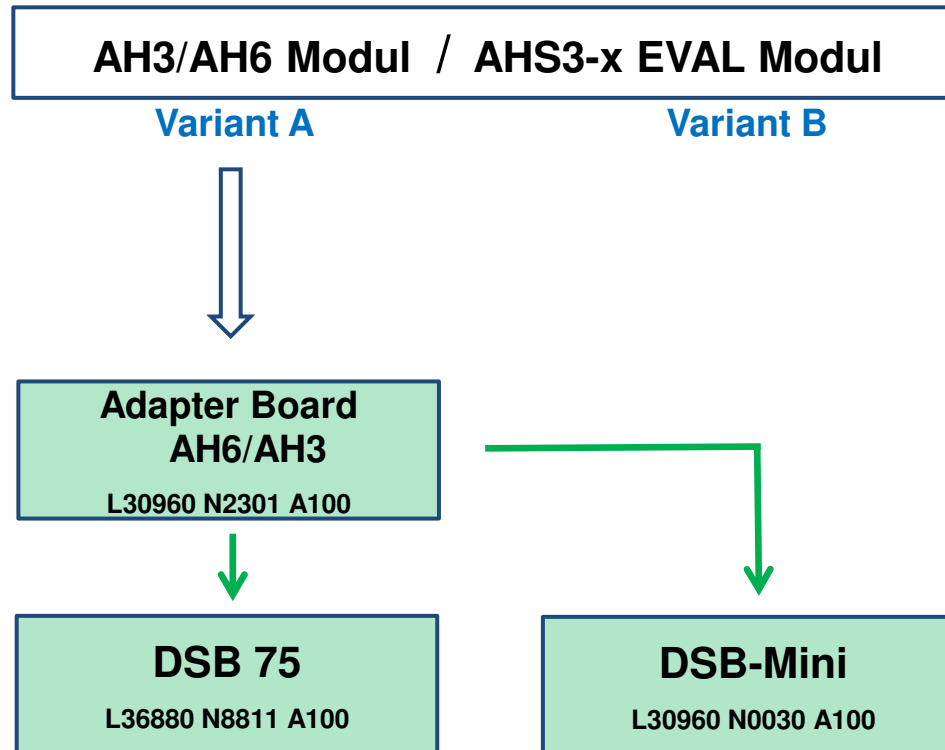 AH3/AH6 Modul / AHS3-x EVAL Modul
Variant A
Variant B
Adapter Board
AH6/AH3
L30960 N2301 A100
DSB 75
L36880 N8811 A100
DSB-Mini
L30960 N0030 A100